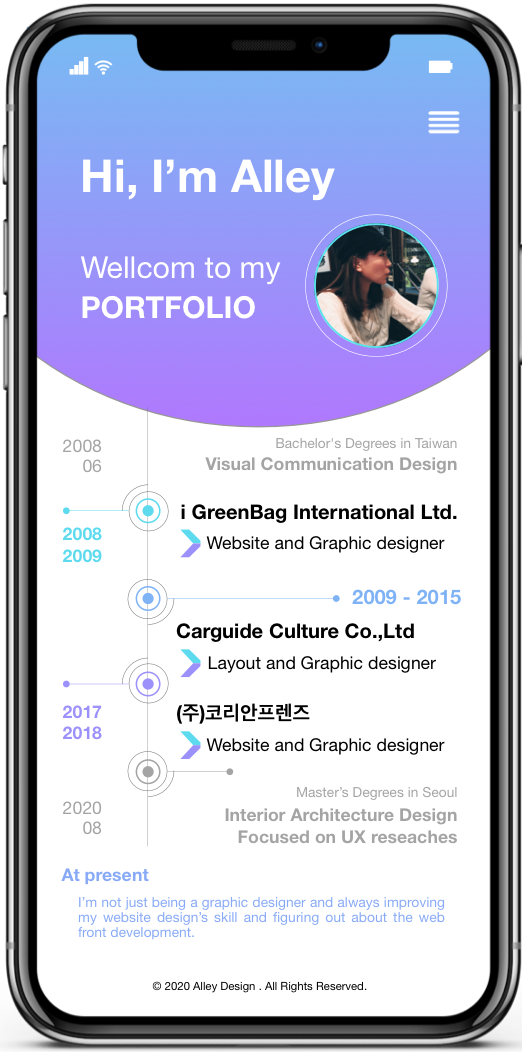 Hi, I’m Alley
Wellcom to my
PORTFOLIO
2008
06
Bachelor's Degrees in Taiwan
Visual Communication Design
i GreenBag International Ltd.
Website and Graphic designer
2008
2009
2009 - 2015
Carguide Culture Co.,Ltd
Layout and Graphic designer
2017
2018
(주)코리안프렌즈
Website and Graphic designer
2020
08
Master’s Degrees in Seoul
Interior Architecture Design
Focused on UX reseaches
At present
I’m not just being a graphic designer and always improving
my website design’s skill and figuring out about the web
front development.
© 2020 Alley Design . All Rights Reserved.